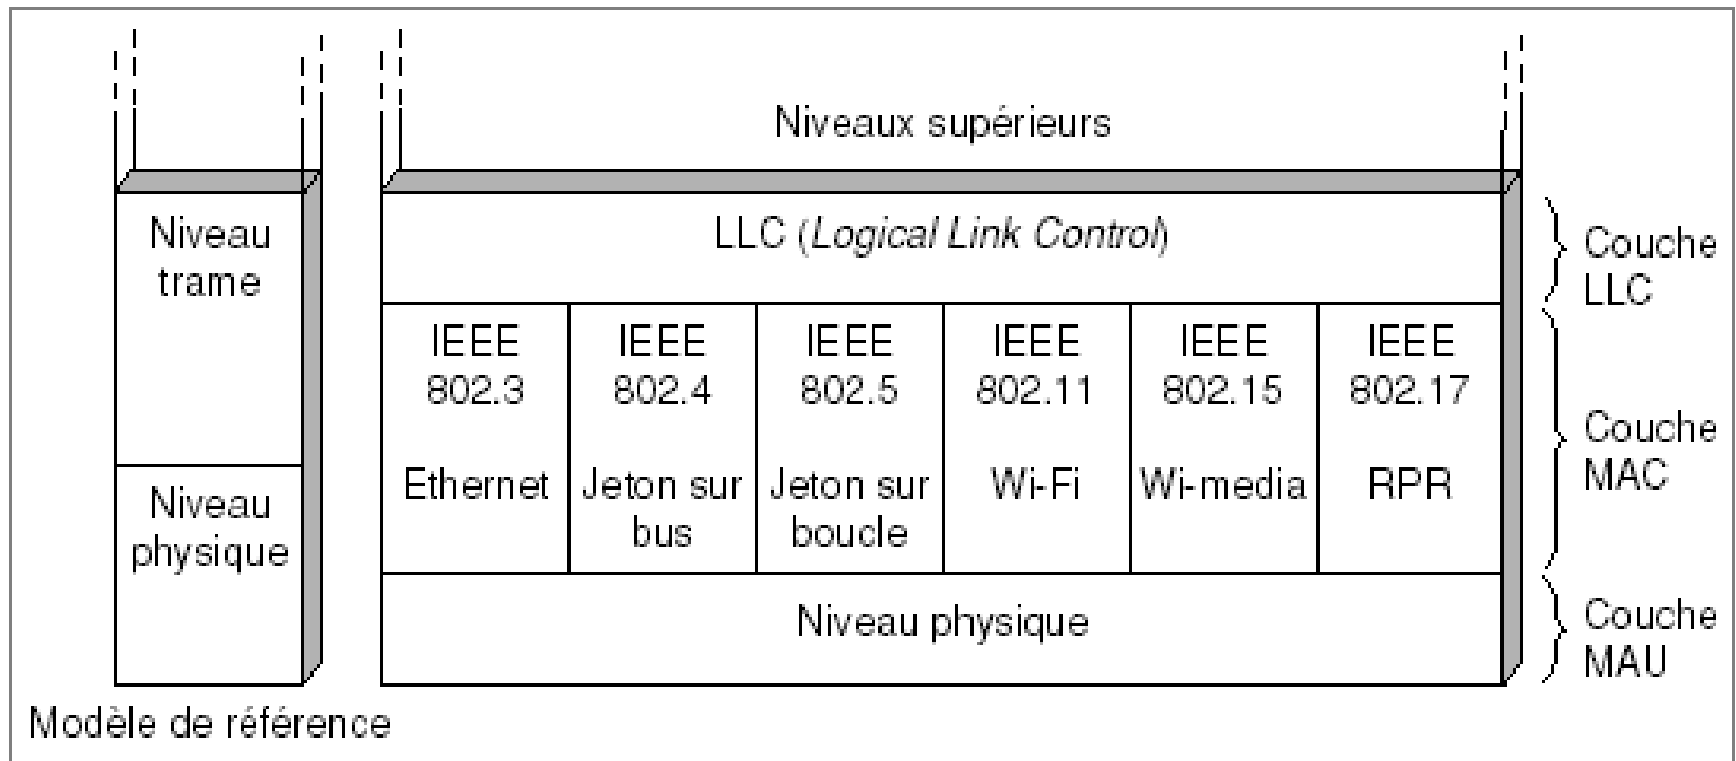 Niveaux supérieurs
Niveau
trame
Niveau
physique
Modèle de référence
LLC (Logical Link Control)
IEEE
802.3
Ethernet
IEEE
802.4
Jeton sur
bus
IEEE
802.5
Jeton sur
boucle
IEEE
802.11
Wi-Fi
IEEE
802.15
Wi-media
IEEE
802.17
RPR
Niveau physique
Couche
LLC
Couche
MAC
Couche
MAU